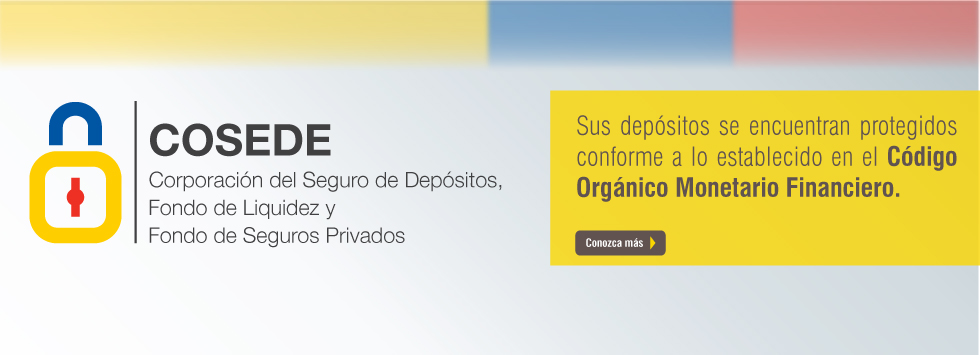 COSEDE
Corporación del Seguro de Depósitos,
Fondo de Liquidez y
Fondo de Seguros Privados
Sus depósitos se encuentran protegidos
conforme a lo establecido en el Código
Orgánico Monetario Financiero.
Conozca más